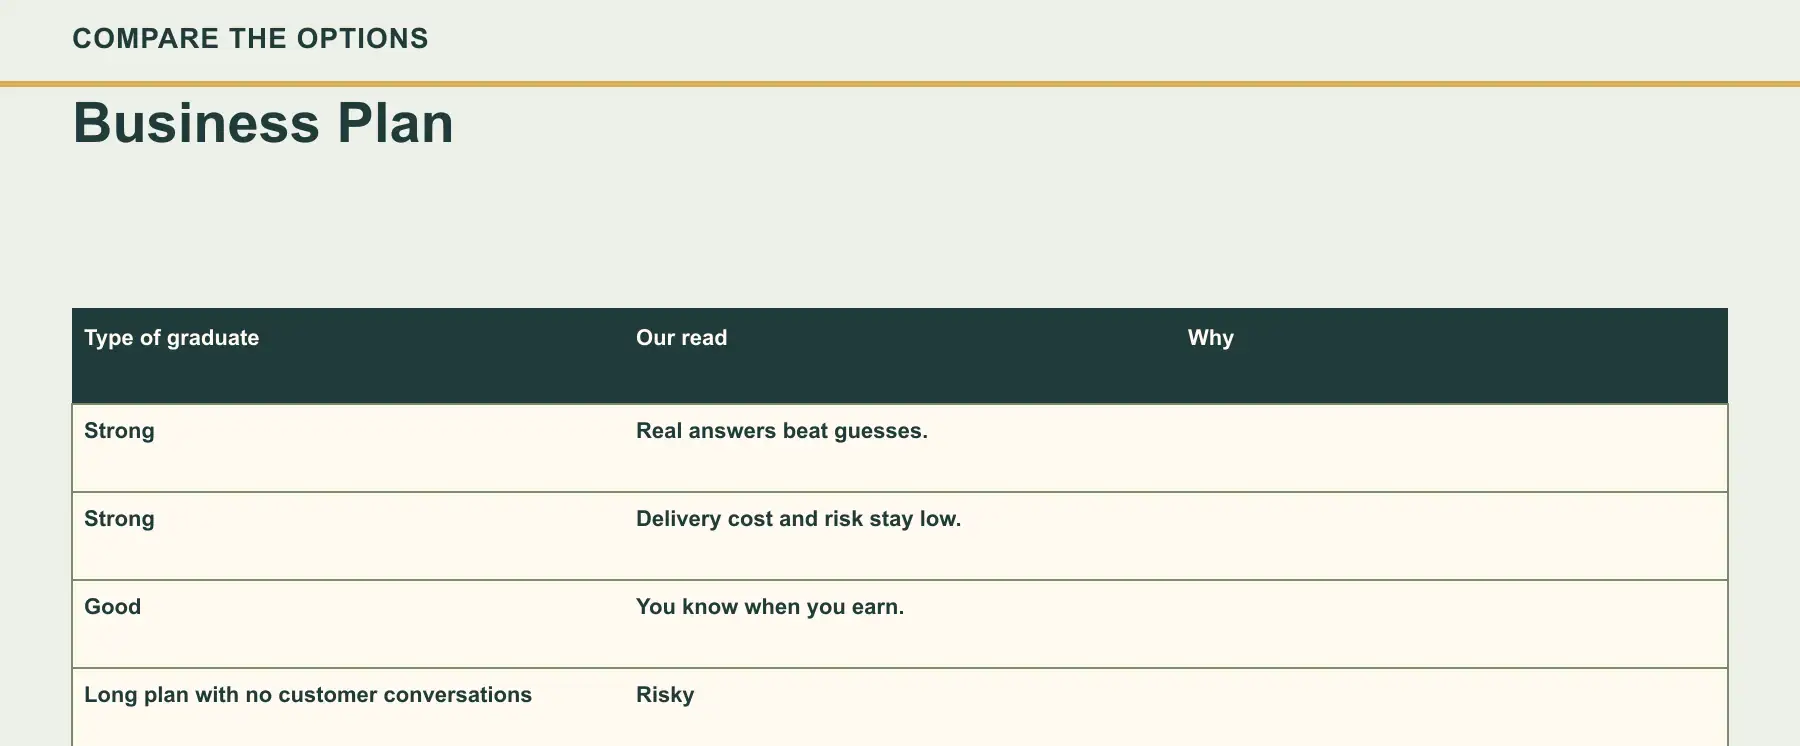 COMPARE THE OPTIONS
Business Plan
Type of graduate Our read Why
Strong Real answers beat guesses.
Strong Delivery cost and risk stay low.
Good You know when you earn.
Long plan with no customer conversations Risky